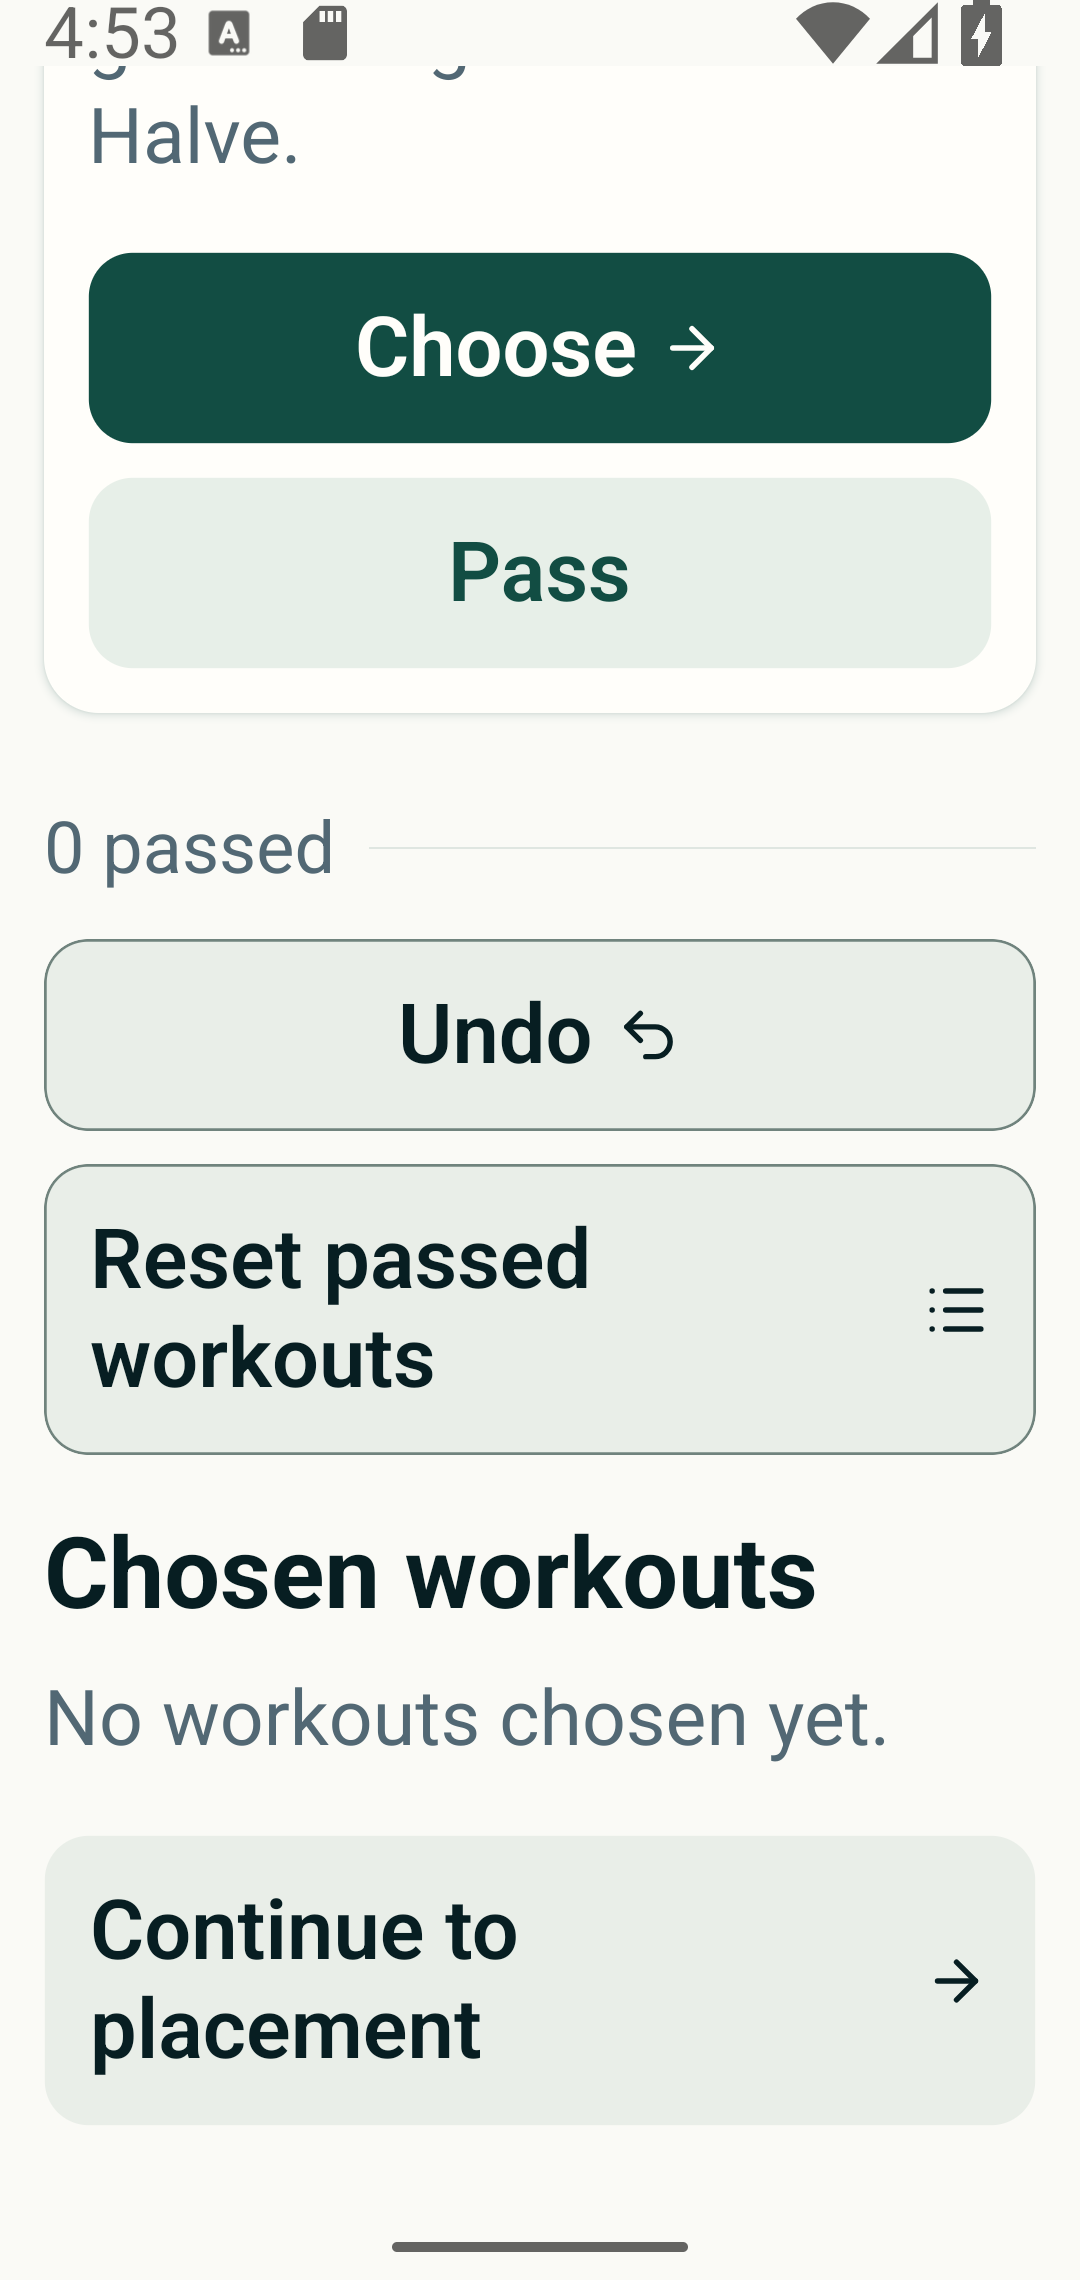 4:53
Halve.
Choose
Pass
0 passed
Undo
Reset passed
workouts
Chosen workouts
No workouts chosen yet.
Continue to
placement